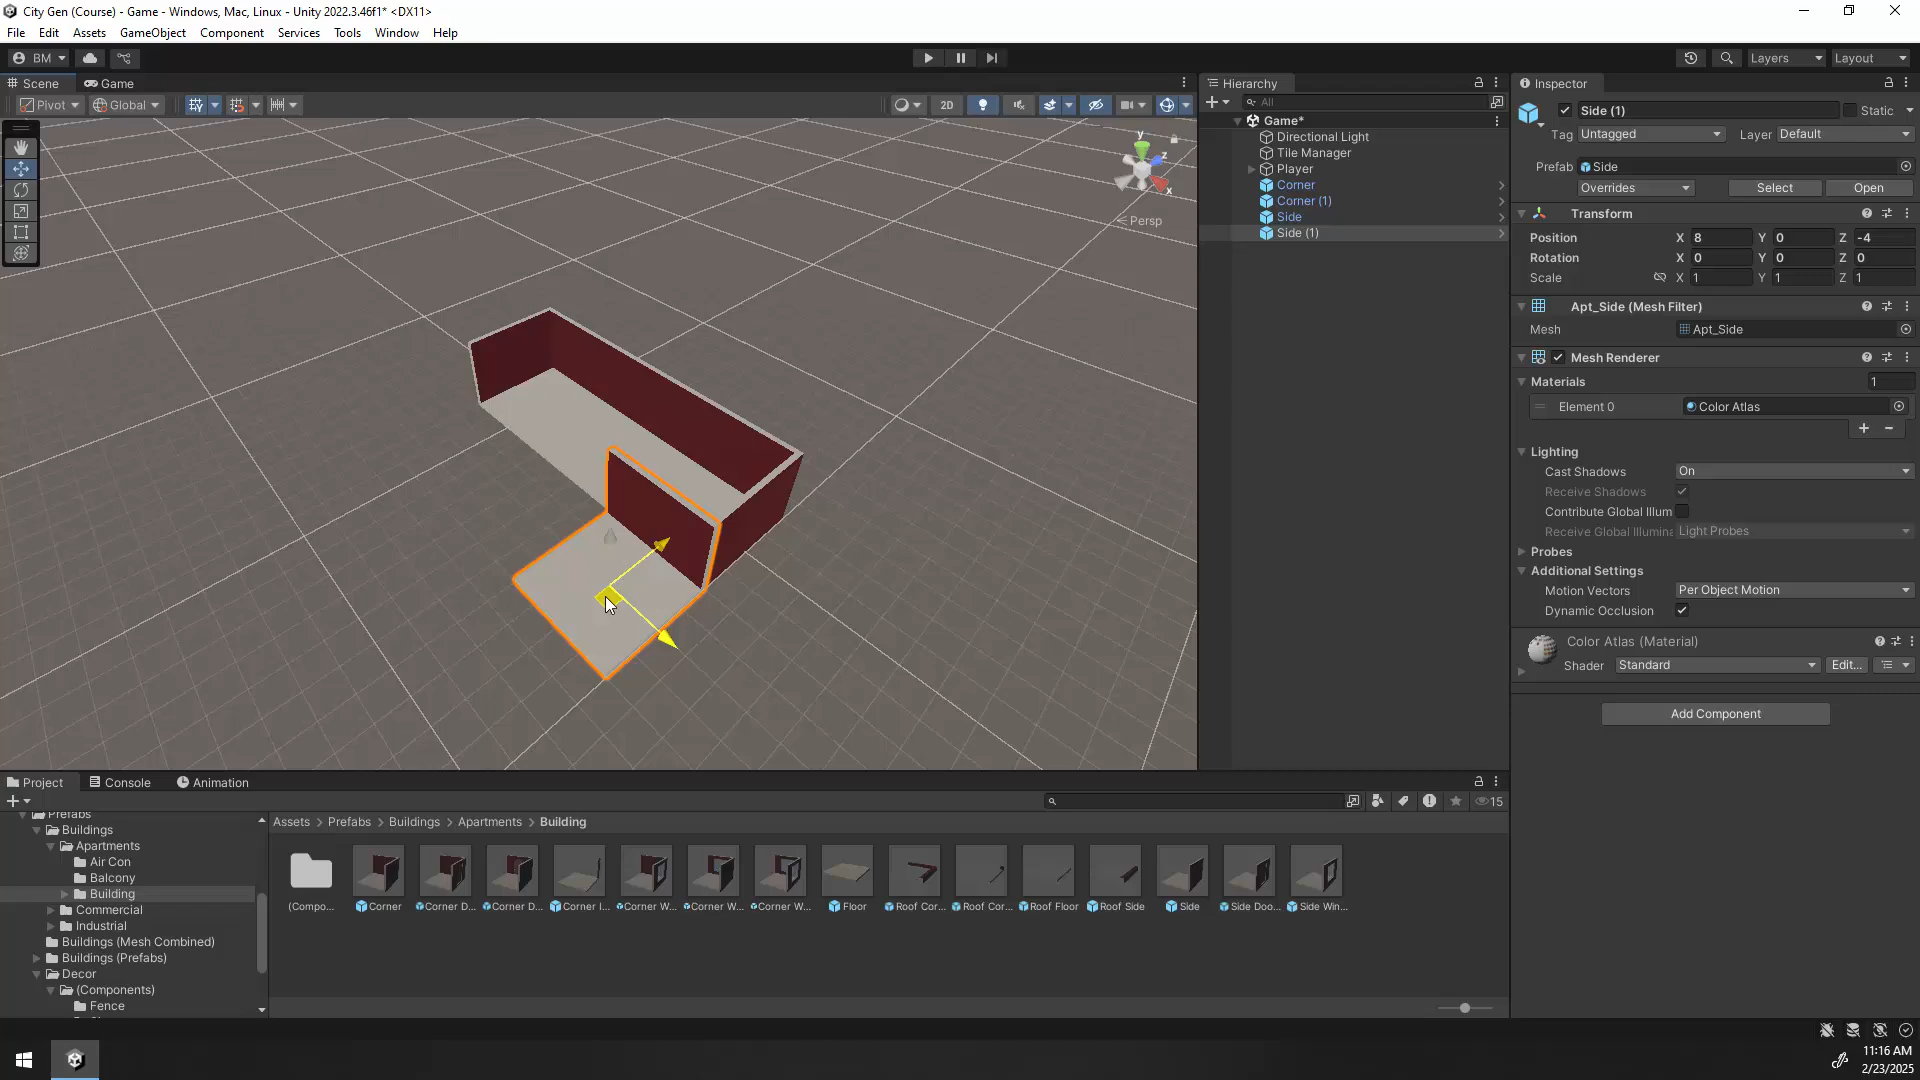 City Gen (Course) - Game - Windows, Mac, Linux - Unity 2022.3.46f1* <DX11>
File Edit Assets GameObject Component Services Tools Window Help
BM
Layers
Layout
Scene
Game
Pivot
Global
2D
y
z
x
Persp
Hierarchy
All
Game*
Directional Light
Tile Manager
Player
Corner
Corner (1)
Side
Side (1)
Inspector
Side (1)
Static
Tag Untagged Layer Default
Prefab Side
Overrides Select Open
Transform
Position X 8 Y 0 Z -4
Rotation X 0 Y 0 Z 0
Scale X 1 Y 1 Z 1
Apt_Side (Mesh Filter)
Mesh Apt_Side
Mesh Renderer
Materials 1
Element 0 Color Atlas
Lighting
Cast Shadows On
Receive Shadows
Contribute Global Illum
Receive Global Illumina Light Probes
Probes
Additional Settings
Motion Vectors Per Object Motion
Dynamic Occlusion
Color Atlas (Material)
Shader Standard Edit...
Add Component
Project Console Animation
15
Prefabs
Buildings
Apartments
Air Con
Balcony
Building
Commercial
Industrial
Buildings (Mesh Combined)
Buildings (Prefabs)
Decor
(Components)
Fence
Assets > Prefabs > Buildings > Apartments > Building
(Compo... Corner Corner D... Corner D... Corner I... Corner W... Corner W... Corner W... Floor Roof Cor... Roof Cor... Roof Floor Roof Side Side Side Doo... Side Win...
11:16 AM
2/23/2025